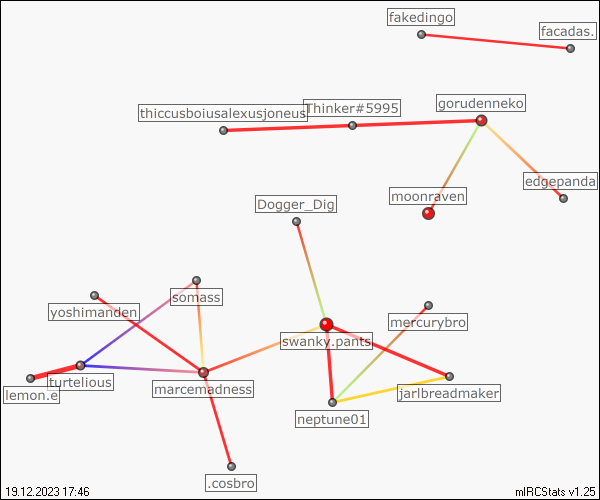 fakedingo
facadas.
gorudenneko
Thinker#5995
thiccusboiusalexusjoneus
edgepanda
moonraven
Dogger_Dig
somass
yoshimanden
mercurybro
swanky.pants
turtelious
marcemadness
lemon.e
jarlbreadmaker
neptune01
.cosbro
19.12.2023 17:46
mIRCStats v1.25